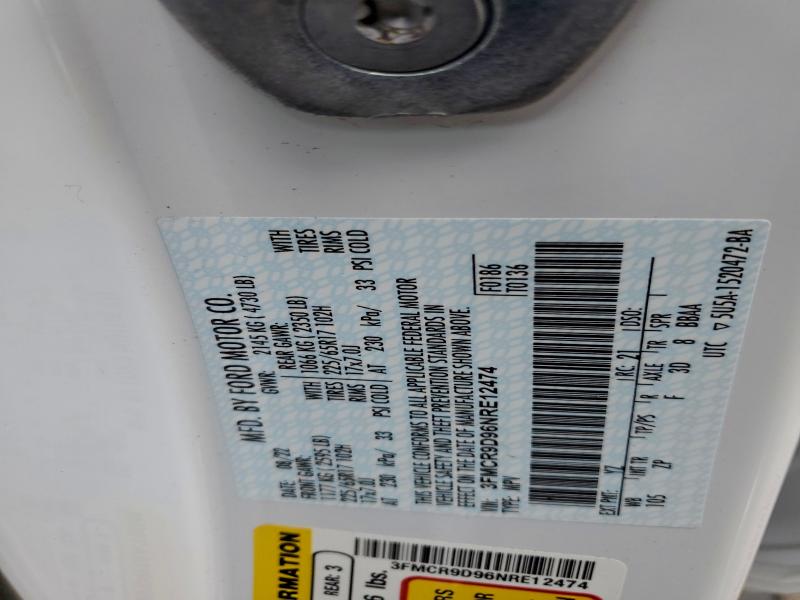 MFD. BY FORD MOTOR CO.
DATE: 08/22 GVWR: 2145 KG ( 4730 LB)
FRONT GAWR: REAR GAWR:
1177 KG ( 2595 LB) WITH 1066 KG ( 2350 LB) WITH
225/65R17 102H TIRES 225/65R17 102H TIRES
17x7.0J RIMS 17x7.0J RIMS
AT 230 kPa/ 33 PSI COLD AT 230 kPa/ 33 PSI COLD
THIS VEHICLE CONFORMS TO ALL APPLICABLE FEDERAL MOTOR
VEHICLE SAFETY AND THEFT PREVENTION STANDARDS IN
EFFECT ON THE DATE OF MANUFACTURE SHOWN ABOVE.
VIN: 3FMCR9D96NRE12474 F0186
TYPE: MPV T0136
EXT PNT: YZ RC: 21 DSO:
WB INT TR TP/PS R AXLE TR SPR
105 ZP F 3D 8 BBAA
UTC ▽ 5U5A-1520472-BA
RMATION
REAR: 3
6 lbs.
3FMCR9D96NRE12474